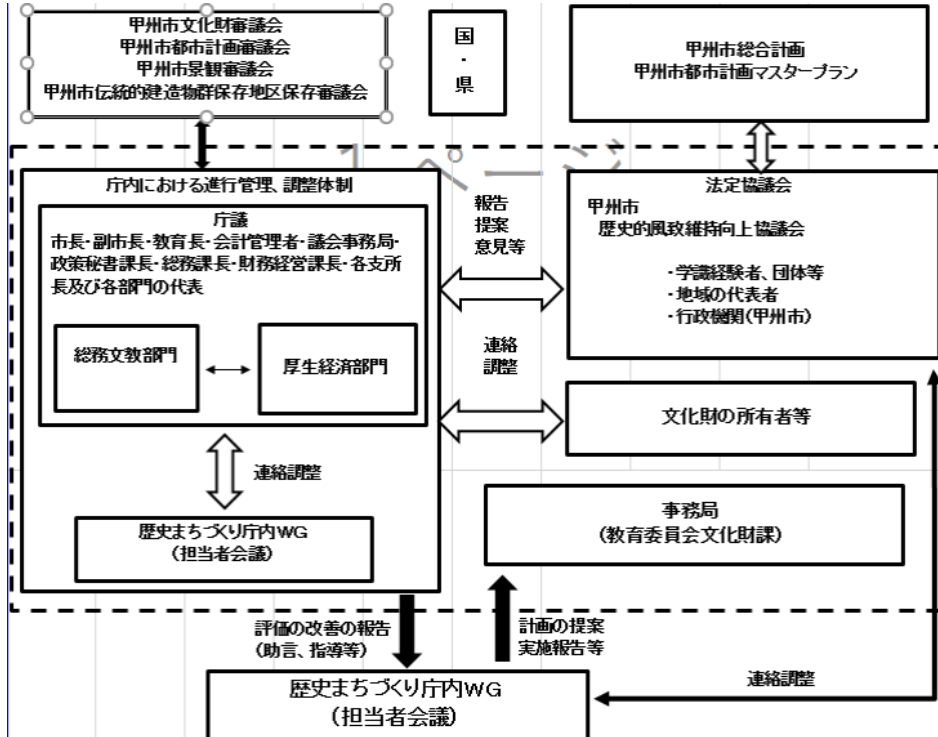 甲州市文化財審議会
甲州市都市計画審議会
甲州市景観審議会
甲州市伝統的建造物群保存地区保存審議会
国・県
甲州市総合計画
甲州市都市計画マスタープラン
1 ページ
庁内における進行管理、調整体制
庁議
市長・副市長・教育長・会計管理者・議会事務局・
政策秘書課長・総務課長・財務経営課長・各支所
長及び各部門の代表
総務文教部門
厚生経済部門
連絡調整
歴史まちづくり庁内WG
(担当者会議)
報告
提案
意見等
連絡
調整
法定協議会
甲州市
歴史的風致維持向上協議会
・学識経験者、団体等
・地域の代表者
・行政機関(甲州市)
文化財の所有者等
事務局
(教育委員会文化財課)
評価の改善の報告
(助言、指導等)
計画の提案
実施報告等
連絡調整
歴史まちづくり庁内WG
(担当者会議)